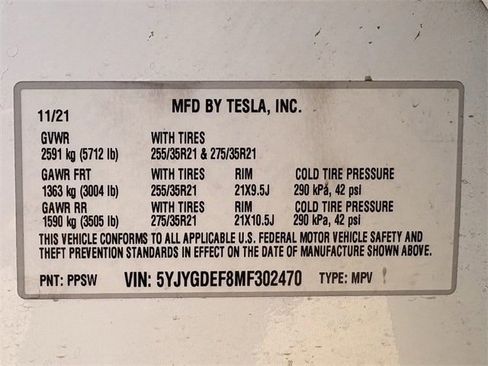 MFD BY TESLA, INC.
11/21
GVWR WITH TIRES
2591 kg (5712 lb) 255/35R21 & 275/35R21
GAWR FRT WITH TIRES RIM COLD TIRE PRESSURE
1363 kg (3004 lb) 255/35R21 21X9.5J 290 kPa, 42 psi
GAWR RR WITH TIRES RIM COLD TIRE PRESSURE
1590 kg (3505 lb) 275/35R21 21X10.5J 290 kPa, 42 psi
THIS VEHICLE CONFORMS TO ALL APPLICABLE U.S. FEDERAL MOTOR VEHICLE SAFETY AND
THEFT PREVENTION STANDARDS IN EFFECT ON THE DATE OF MANUFACTURE SHOWN ABOVE.
PNT: PPSW VIN: 5YJYGDEF8MF302470 TYPE: MPV